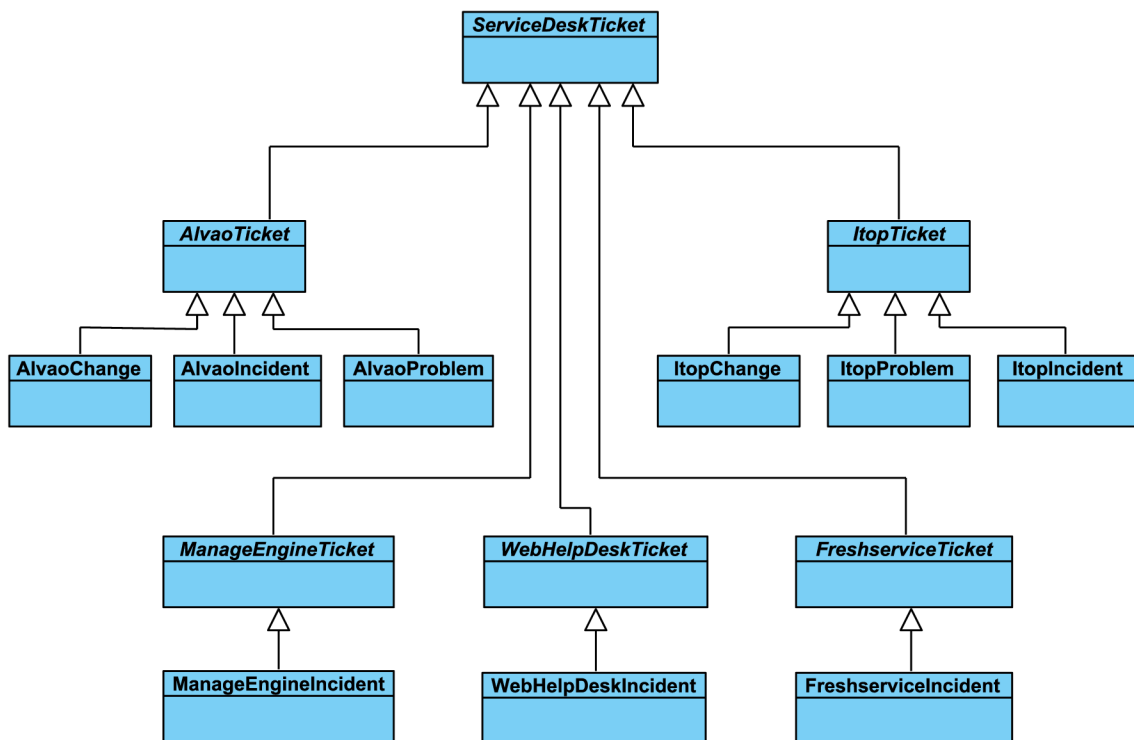 ServiceDeskTicket
AlvaoTicket
ItopTicket
AlvaoChange
AlvaoIncident
AlvaoProblem
ItopChange
ItopProblem
ItopIncident
ManageEngineTicket
WebHelpDeskTicket
FreshserviceTicket
ManageEngineIncident
WebHelpDeskIncident
FreshserviceIncident